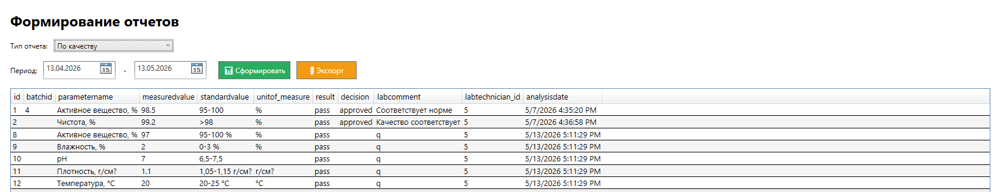 Формирование отчетов
Тип отчета: По качеству
Период: 13.04.2026 15 - 13.05.2026 15 Сформировать Экспорт
id batchid parametername measuredvalue standardvalue unitof_measure result decision labcomment labtechnician_id analysisdate
1 4 Активное вещество, % 98.5 95-100 % pass approved Соответствует норме 5 5/7/2026 4:35:20 PM
2 Чистота, % 99.2 >98 % pass approved Качество соответствует 5 5/7/2026 4:36:58 PM
8 Активное вещество, % 97 95-100 % % pass q 5 5/13/2026 5:11:29 PM
9 Влажность, % 2 0-3 % % pass q 5 5/13/2026 5:11:29 PM
10 pH 7 6,5-7,5 pass q 5 5/13/2026 5:11:29 PM
11 Плотность, г/см? 1.1 1,05-1,15 г/см? г/см? pass q 5 5/13/2026 5:11:29 PM
12 Температура, °C 20 20-25 °C °C pass q 5 5/13/2026 5:11:29 PM